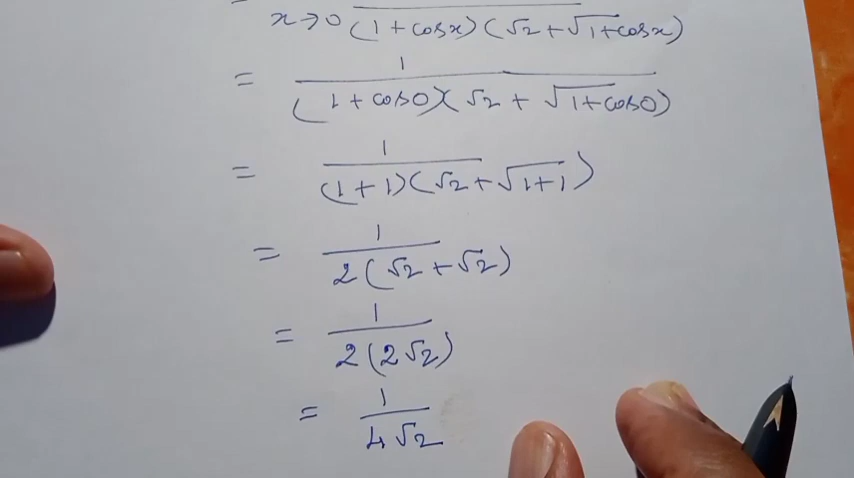 =
x→0 (1+cosx)(√2+√1+cosx)
= 1/(1+cos0)(√2+√1+cos0)
= 1/(1+1)(√2+√1+1)
= 1/2(√2+√2)
= 1/2(2√2)
= 1/4√2